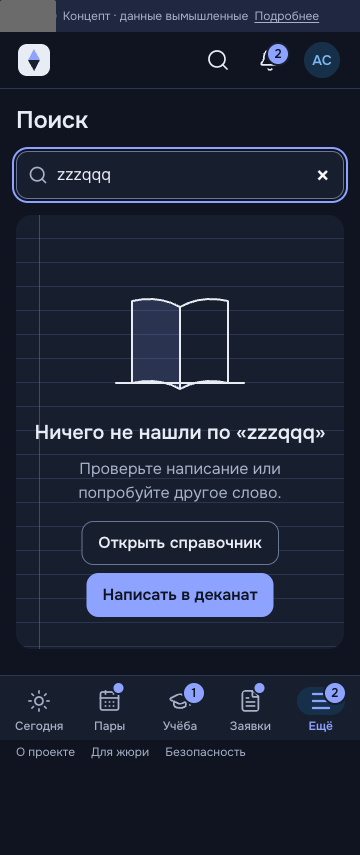 Концепт · данные вымышленные Подробнее
2
АС
Поиск
zzzqqq
Ничего не нашли по «zzzqqq»
Проверьте написание или
попробуйте другое слово.
Открыть справочник
Написать в деканат
1
2
Сегодня Пары Учёба Заявки Ещё
О проекте Для жюри Безопасность